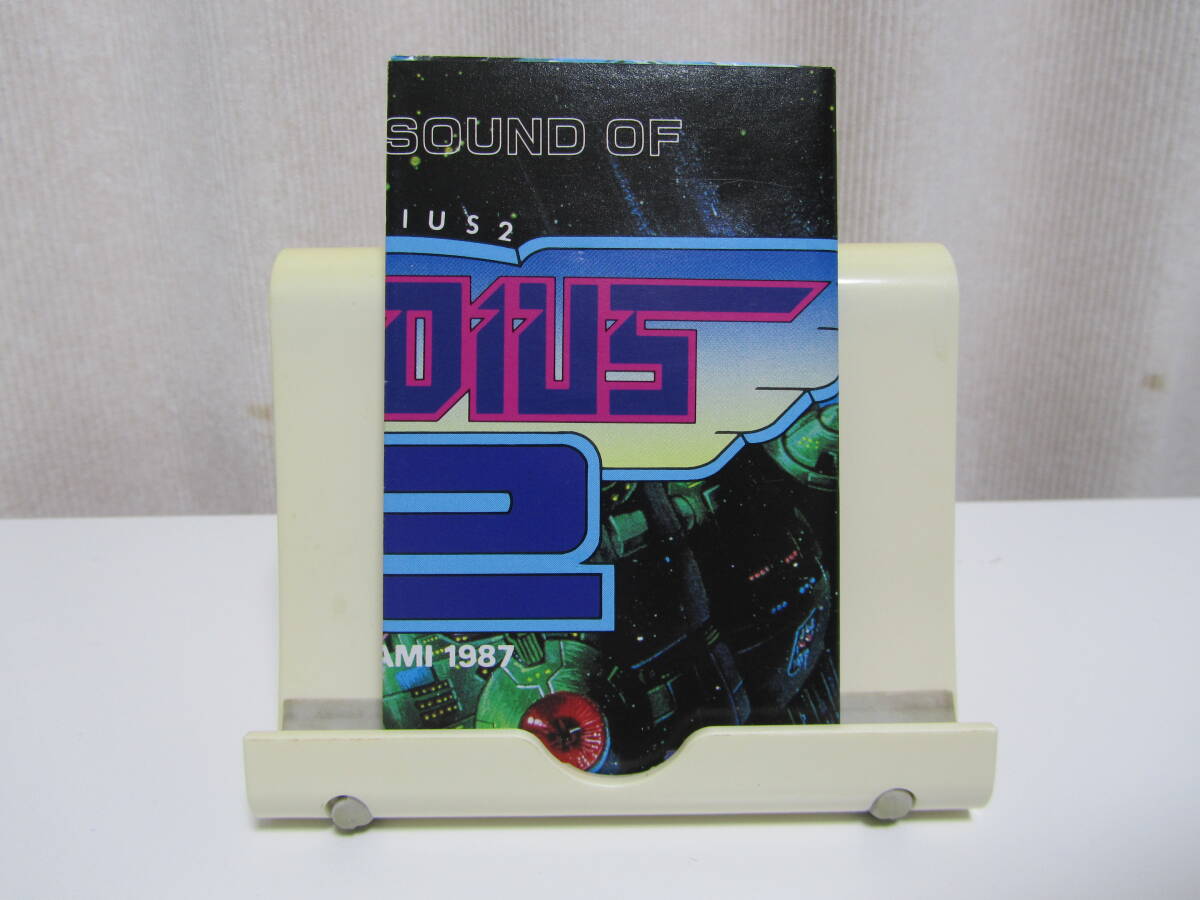 SOUND OF
IUS2
DIUS
2
AMI 1987